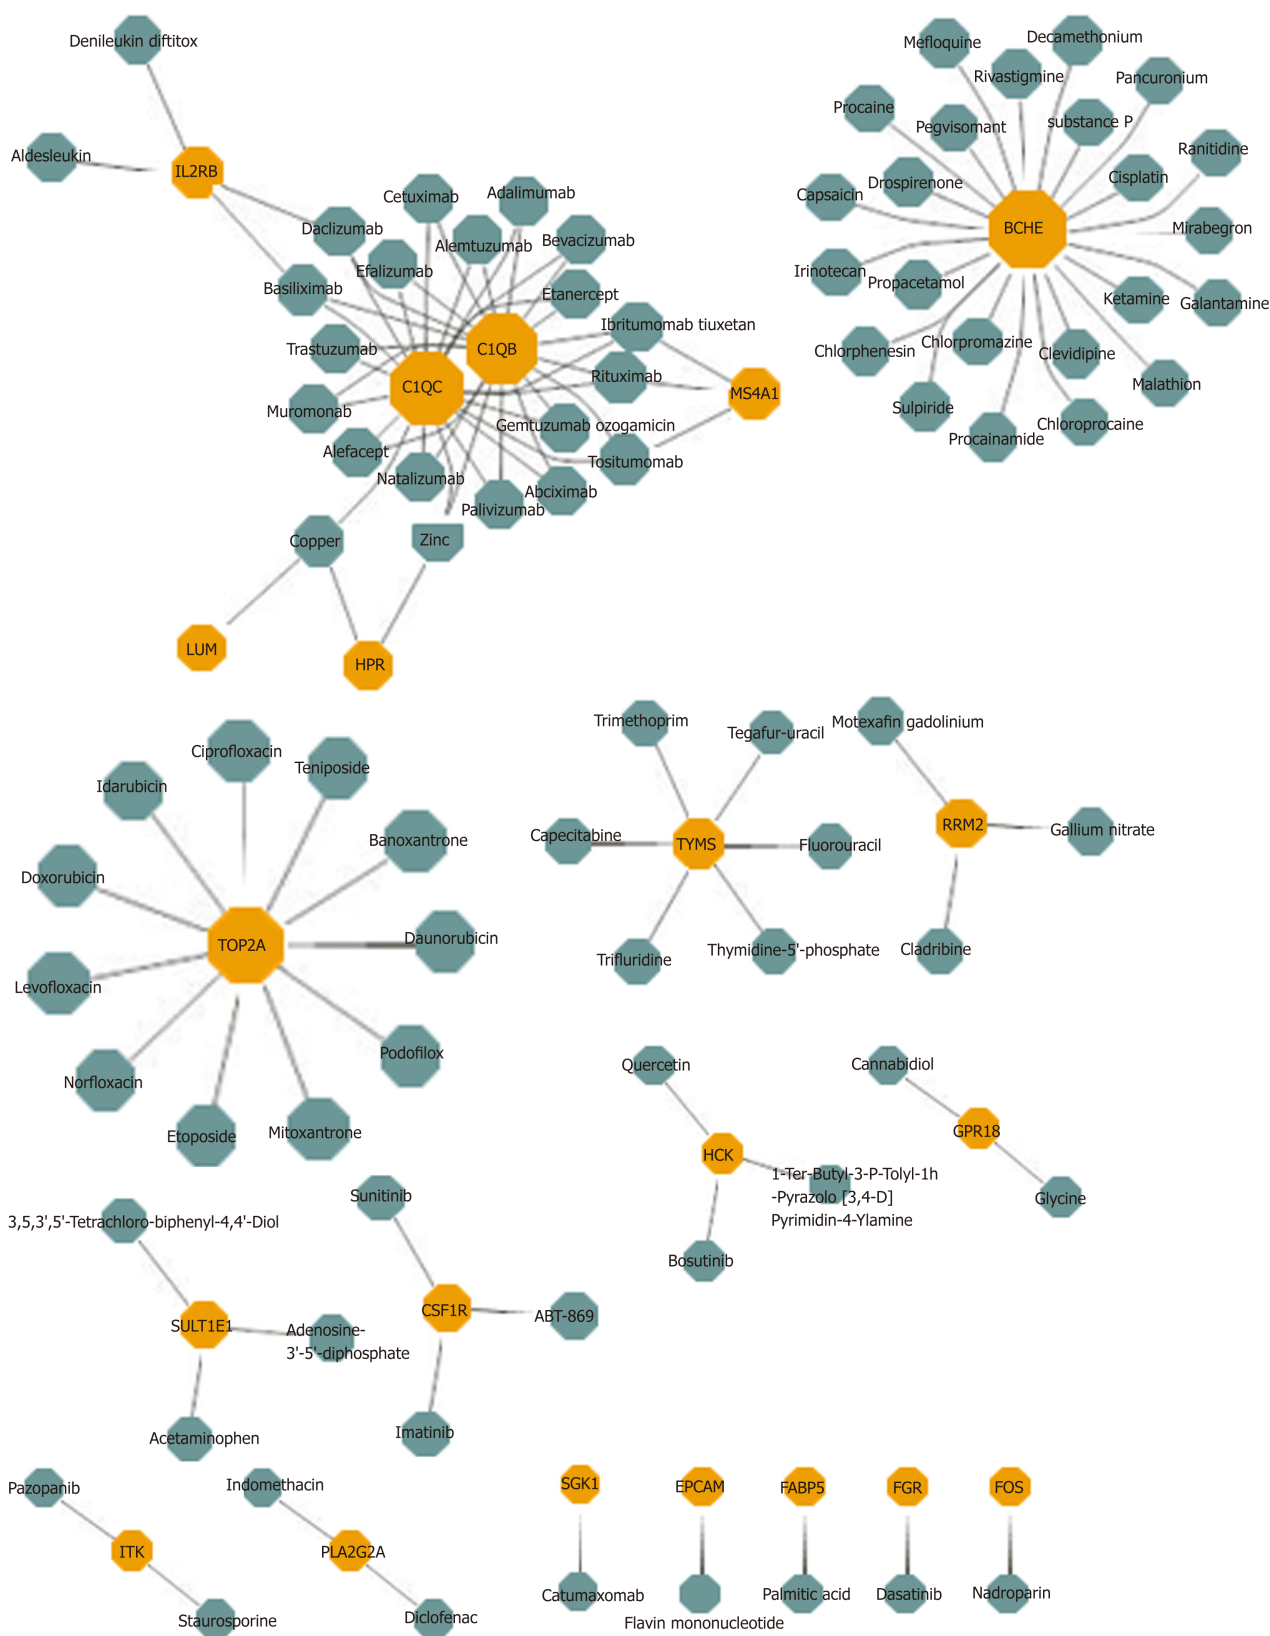 Denileukin diftitox
Aldesleukin
IL2RB
Cetuximab
Adalimumab
Daclizumab
Alemtuzumab
Bevacizumab
Efalizumab
Basiliximab
Etanercept
Ibritumomab tiuxetan
Trastuzumab
C1QB
Rituximab
C1QC
MS4A1
Muromonab
Gemtuzumab ozogamicin
Alefacept
Tositumomab
Natalizumab
Abciximab
Palivizumab
Copper
Zinc
LUM
HPR
Mefloquine
Decamethonium
Rivastigmine
Pancuronium
Procaine
Pegvisomant
substance P
Ranitidine
Drospirenone
Cisplatin
Capsaicin
BCHE
Mirabegron
Irinotecan
Propacetamol
Ketamine
Galantamine
Chlorphenesin
Chlorpromazine
Clevidipine
Malathion
Sulpiride
Procainamide
Chloroprocaine
Ciprofloxacin
Teniposide
Idarubicin
Banoxantrone
Doxorubicin
TOP2A
Daunorubicin
Levofloxacin
Podofilox
Norfloxacin
Etoposide
Mitoxantrone
Trimethoprim
Tegafur-uracil
Capecitabine
TYMS
Fluorouracil
Trifluridine
Thymidine-5'-phosphate
Motexafin gadolinium
RRM2
Gallium nitrate
Cladribine
Quercetin
HCK
1-Ter-Butyl-3-P-Tolyl-1h
-Pyrazolo [3,4-D]
Pyrimidin-4-Ylamine
Bosutinib
Cannabidiol
GPR18
Glycine
3,5,3',5'-Tetrachloro-biphenyl-4,4'-Diol
SULT1E1
Adenosine-
3'-5'-diphosphate
Acetaminophen
Sunitinib
CSF1R
ABT-869
Imatinib
Pazopanib
ITK
Staurosporine
Indomethacin
PLA2G2A
Diclofenac
SGK1
EPCAM
FABP5
FGR
FOS
Catumaxomab
Flavin mononucleotide
Palmitic acid
Dasatinib
Nadroparin